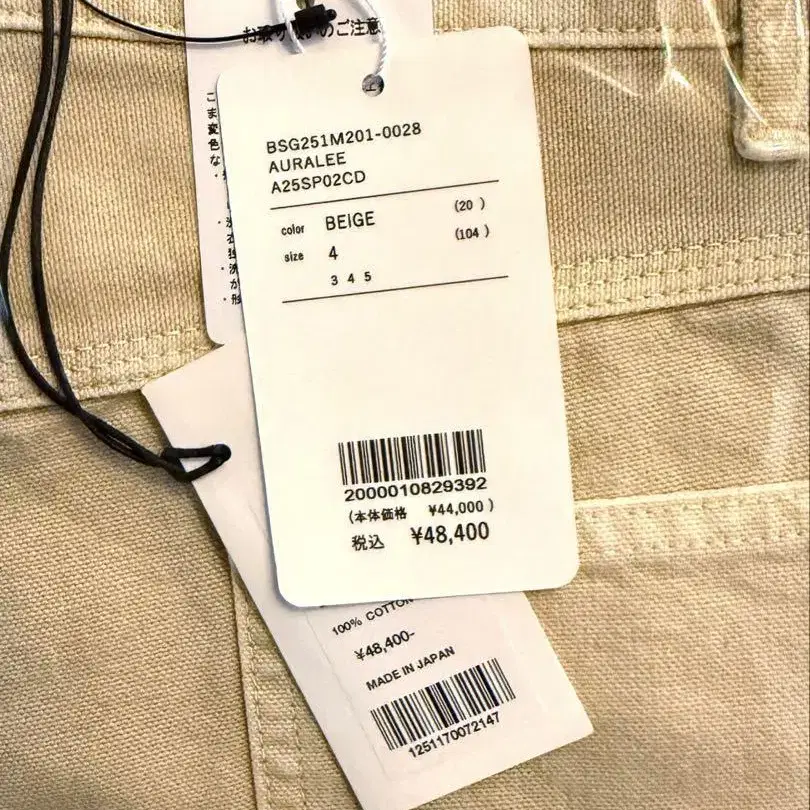 お取り扱いのご注意
BSG251M201-0028
AURALEE
A25SP02CD
color BEIGE (20 )
size 4 (104 )
3 4 5
2000010829392
(本体価格 ¥44,000 )
税込 ¥48,400
100% COTTON
¥48,400-
MADE IN JAPAN
1251170072147